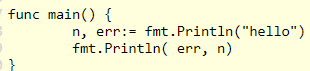 func main() {
        n, err:= fmt.Println("hello")
        fmt.Println( err, n)
}